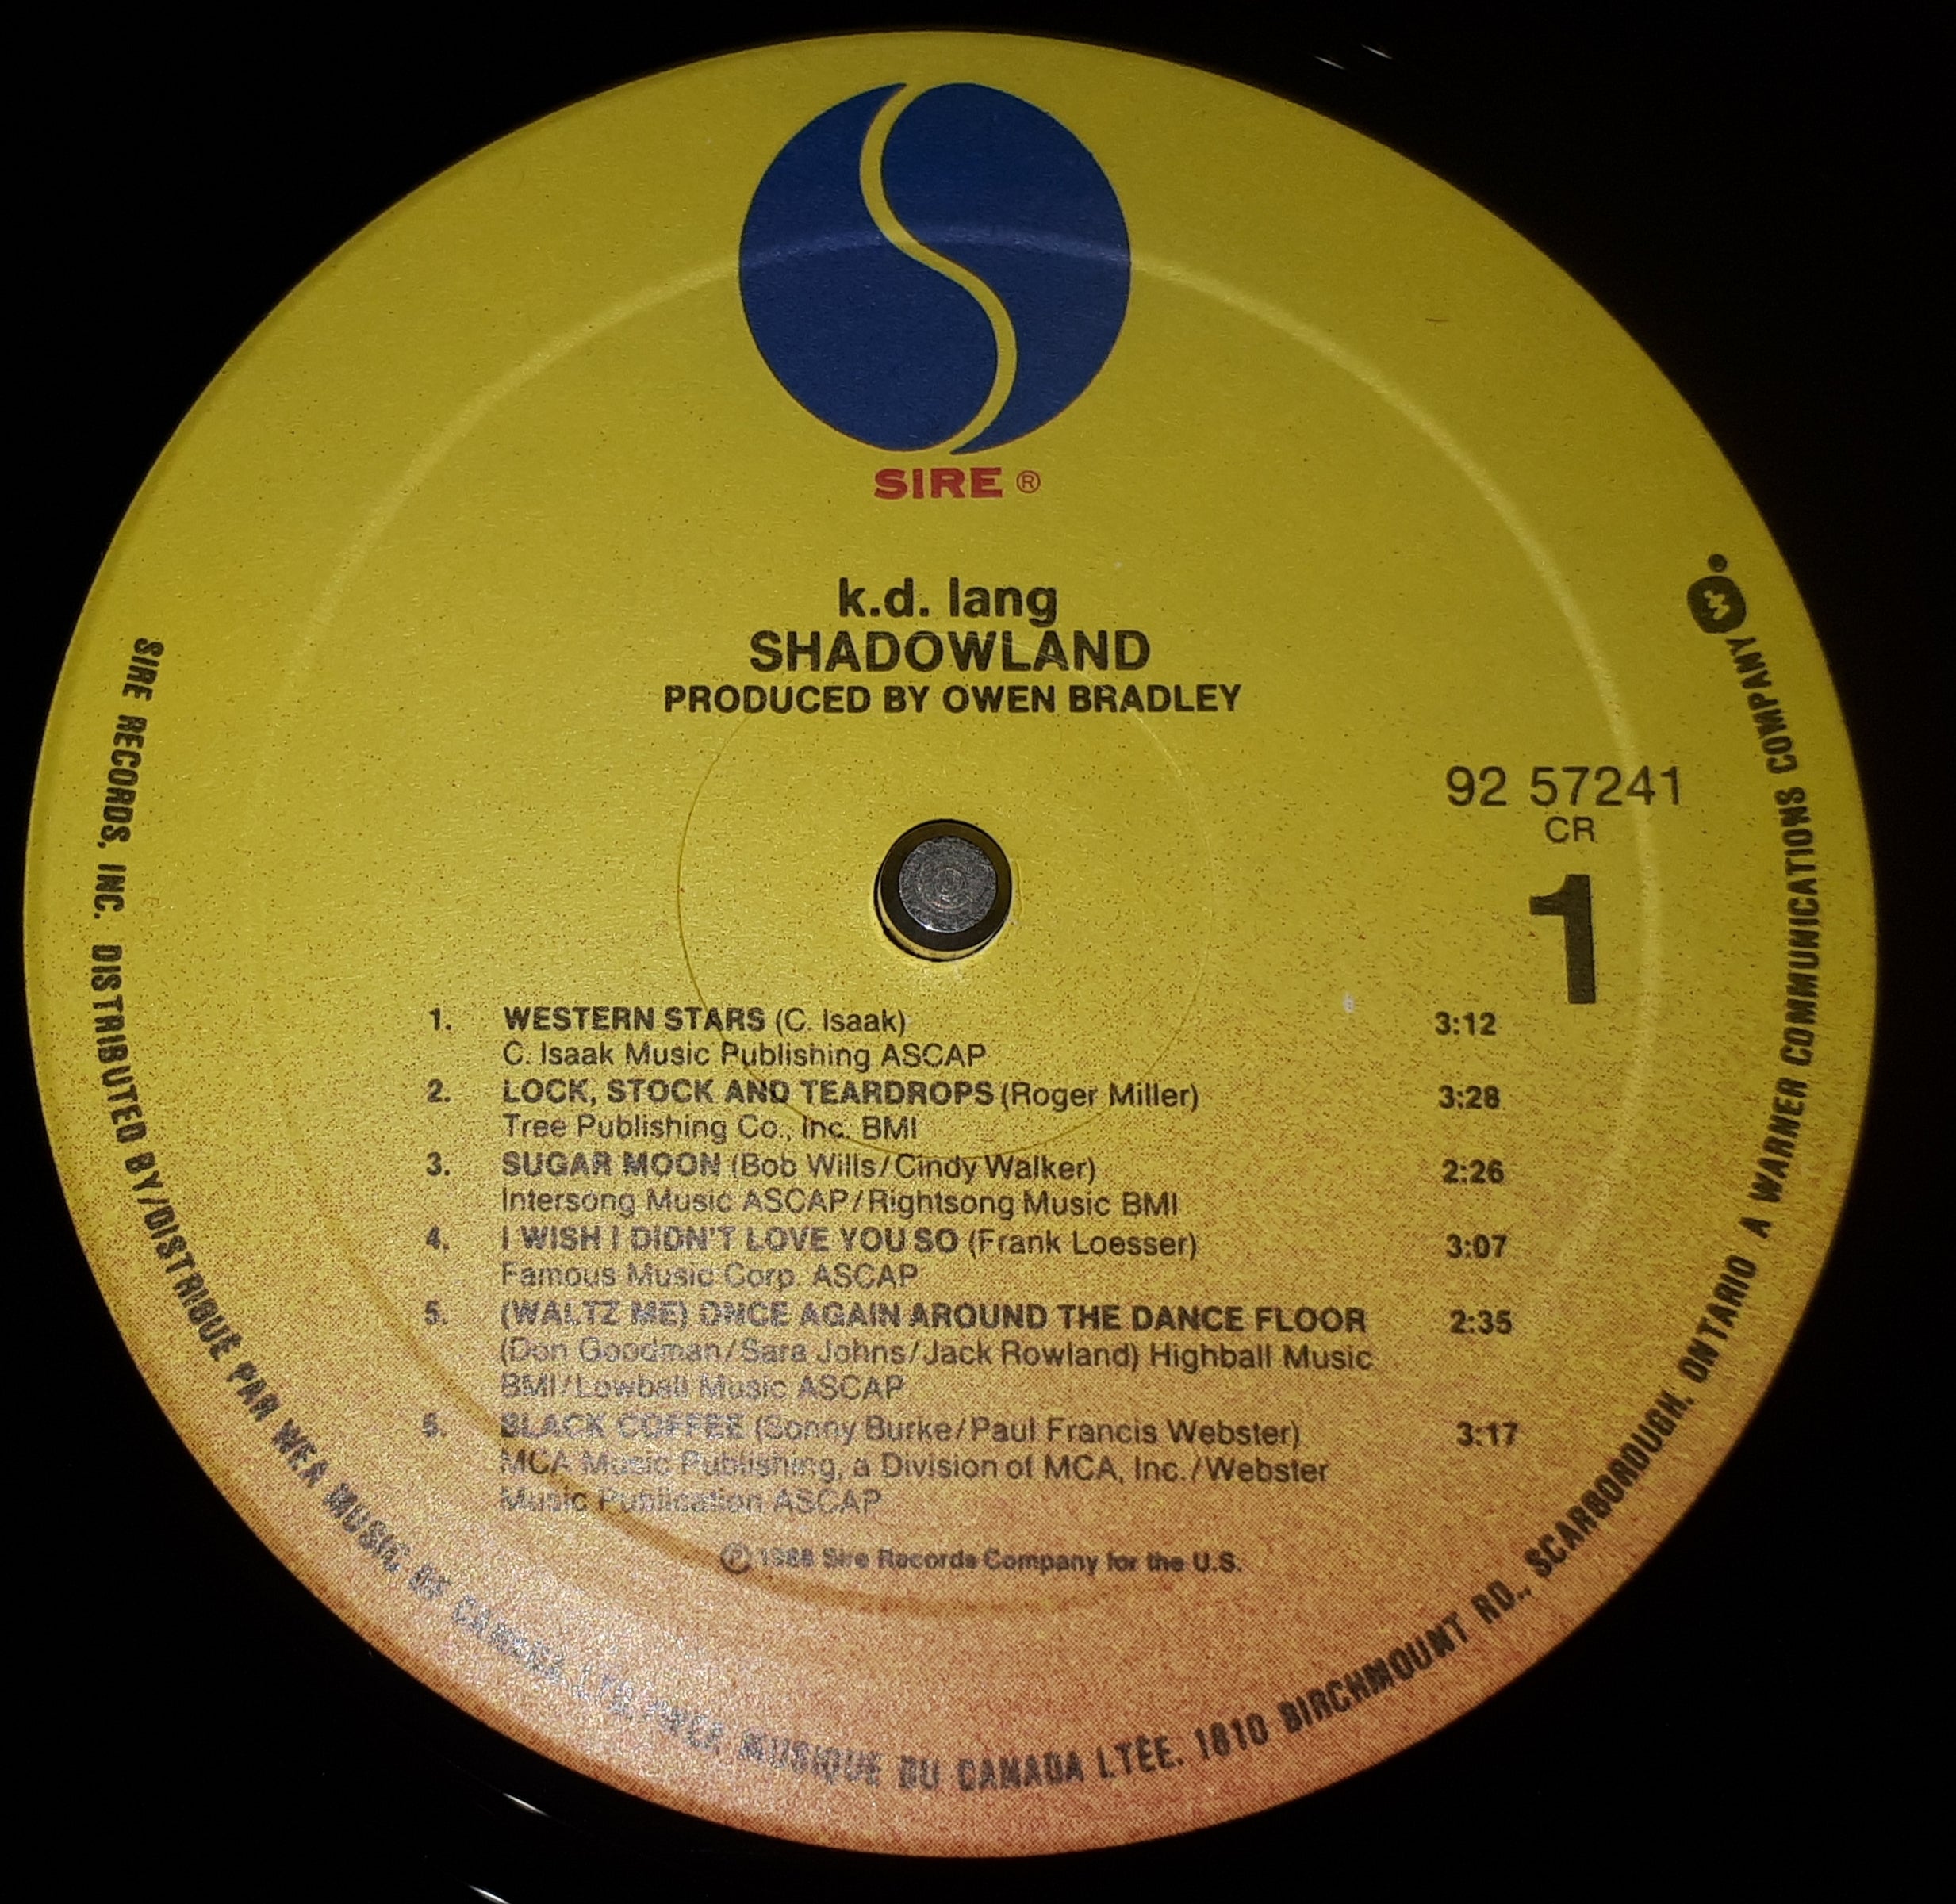 SIRE ®
k.d. lang
SHADOWLAND
PRODUCED BY OWEN BRADLEY
92 57241
CR
1
1. WESTERN STARS (C. Isaak) 3:12
C. Isaak Music Publishing ASCAP
2. LOCK, STOCK AND TEARDROPS (Roger Miller) 3:28
Tree Publishing Co., Inc. BMI
3. SUGAR MOON (Bob Wills/Cindy Walker) 2:26
Intersong Music ASCAP/Rightsong Music BMI
4. I WISH I DIDN'T LOVE YOU SO (Frank Loesser) 3:07
Famous Music Corp. ASCAP
5. (WALTZ ME) ONCE AGAIN AROUND THE DANCE FLOOR 2:35
(Don Goodman/Sara Johns/Jack Rowland) Highball Music
BMI/Lowball Music ASCAP
6. BLACK COFFEE (Sonny Burke/Paul Francis Webster) 3:17
MCA Music Publishing, a Division of MCA, Inc./Webster
Music Publication ASCAP
℗ 1988 Sire Records Company for the U.S.
SIRE RECORDS, INC. DISTRIBUTED BY/DISTRIBUÉ PAR WEA MUSIC OF CANADA LTD./WEA MUSIQUE DU CANADA LTÉE. 1810 BIRCHMOUNT RD., SCARBOROUGH, ONTARIO A WARNER COMMUNICATIONS COMPANY